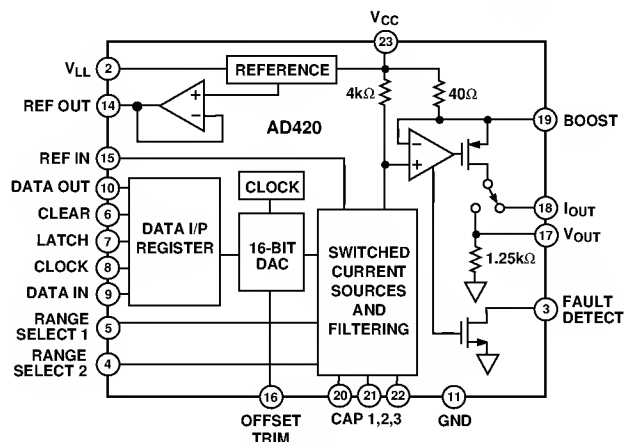 VCC
23
VLL
2
REFERENCE
4kΩ
40Ω
REF OUT
14
+
−
AD420
19
BOOST
−
+
REF IN
15
DATA OUT
10
CLEAR
6
LATCH
7
CLOCK
8
DATA IN
9
RANGE
SELECT 1
5
RANGE
SELECT 2
4
DATA I/P
REGISTER
CLOCK
16-BIT
DAC
SWITCHED
CURRENT
SOURCES
AND
FILTERING
18
IOUT
17
VOUT
1.25kΩ
3
FAULT
DETECT
16
OFFSET
TRIM
20
21
22
CAP 1,2,3
11
GND